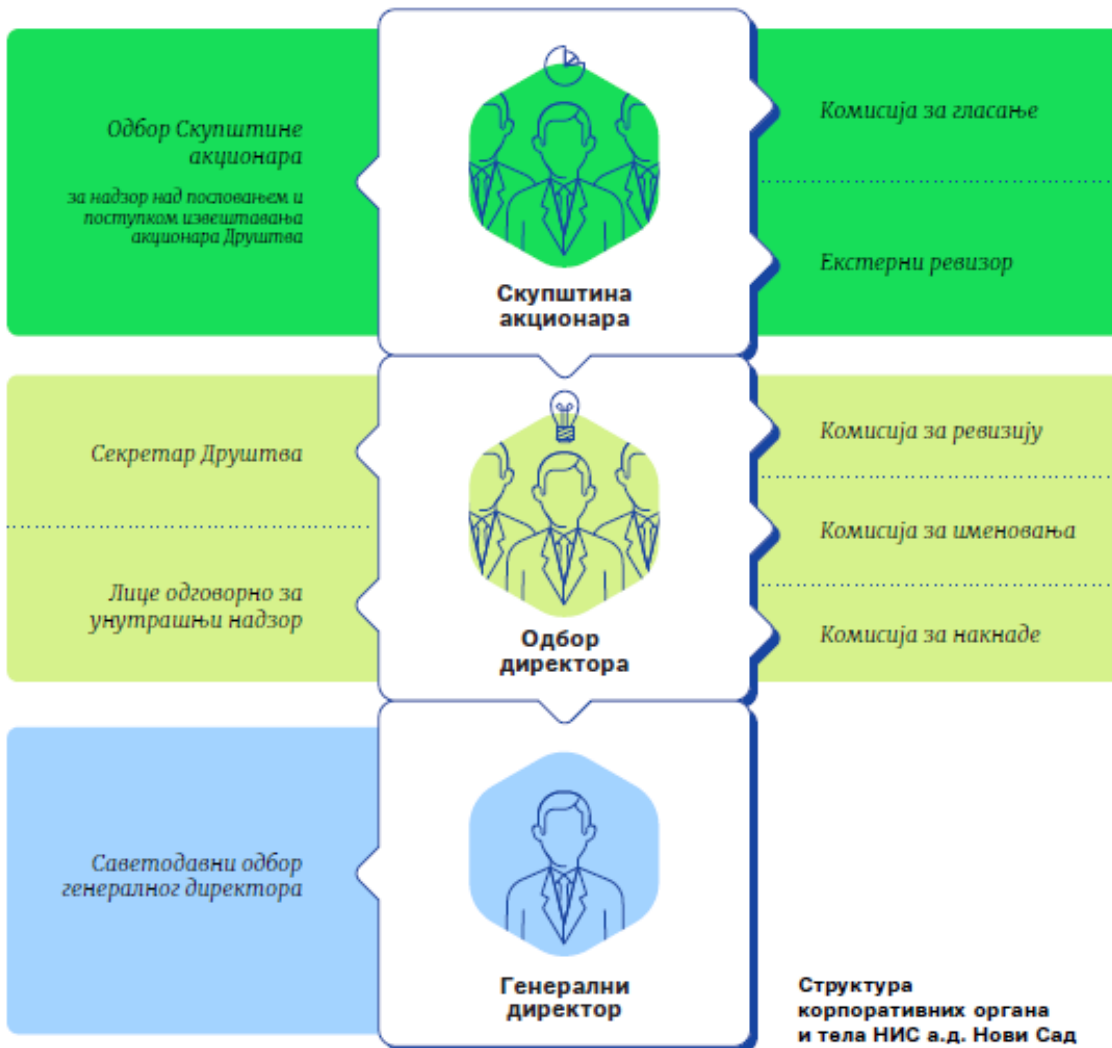 Одбор Скупштине
акционара
за надзор над пословањем и
поступком извештавања
акционара Друштва
Скупштина
акционара
Комисија за гласање
Екстерни ревизор
Секретар Друштва
Лице одговорно за
унутрашњи надзор
Одбор
директора
Комисија за ревизију
Комисија за именовања
Комисија за накнаде
Саветодавни одбор
генералног директора
Генерални
директор
Структура
корпоративних органа
и тела НИС а.д. Нови Сад